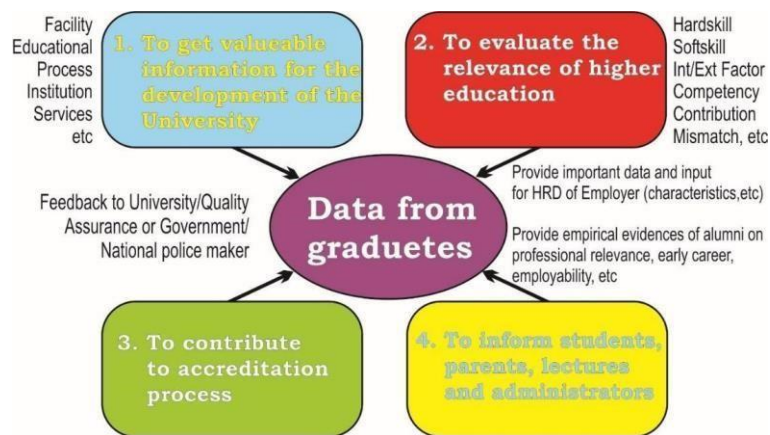 Facility
Educational
Process
Institution
Services
etc
1. To get valueable
information for the
development of the
University
2. To evaluate the
relevance of higher
education
Hardskill
Softskill
Int/Ext Factor
Competency
Contribution
Mismatch, etc
Feedback to University/Quality
Assurance or Government/
National police maker
Data from
graduetes
Provide important data and input
for HRD of Employer (characteristics,etc)
Provide empirical evidences of alumni on
professional relevance, early career,
employability, etc
3. To contribute
to accreditation
process
4. To inform students,
parents, lectures
and administrators